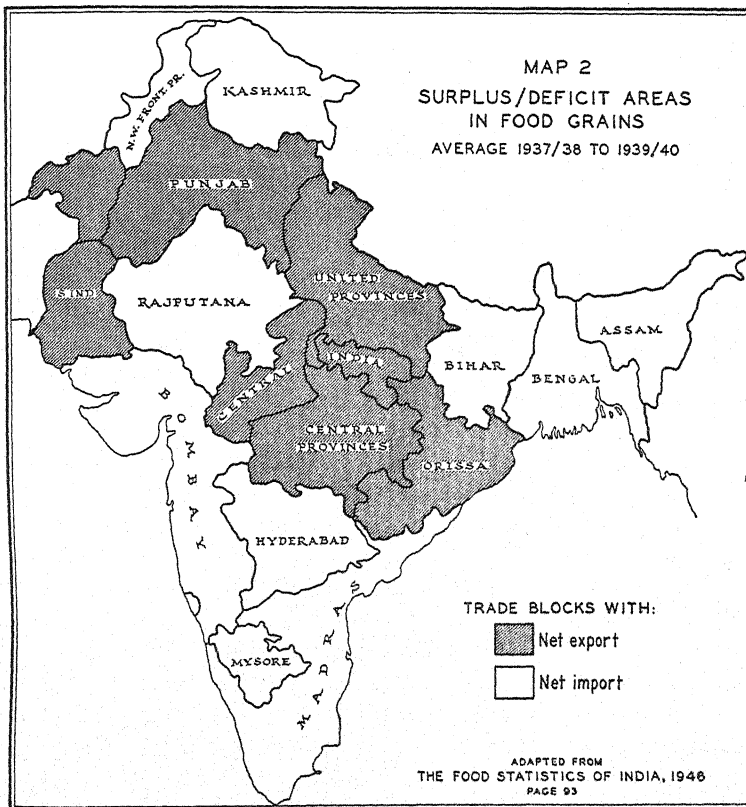 MAP 2
SURPLUS/DEFICIT AREAS
IN FOOD GRAINS
AVERAGE 1937/38 TO 1939/40
N.W. FRONT. PR.
KASHMIR
PUNJAB
SIND
RAJPUTANA
UNITED
PROVINCES
CENTRAL
INDIA
BIHAR
BENGAL
ASSAM
CENTRAL
PROVINCES
ORISSA
BOMBAY
HYDERABAD
MYSORE
MADRAS
TRADE BLOCKS WITH:
Net export
Net import
ADAPTED FROM
THE FOOD STATISTICS OF INDIA, 1946
PAGE 93